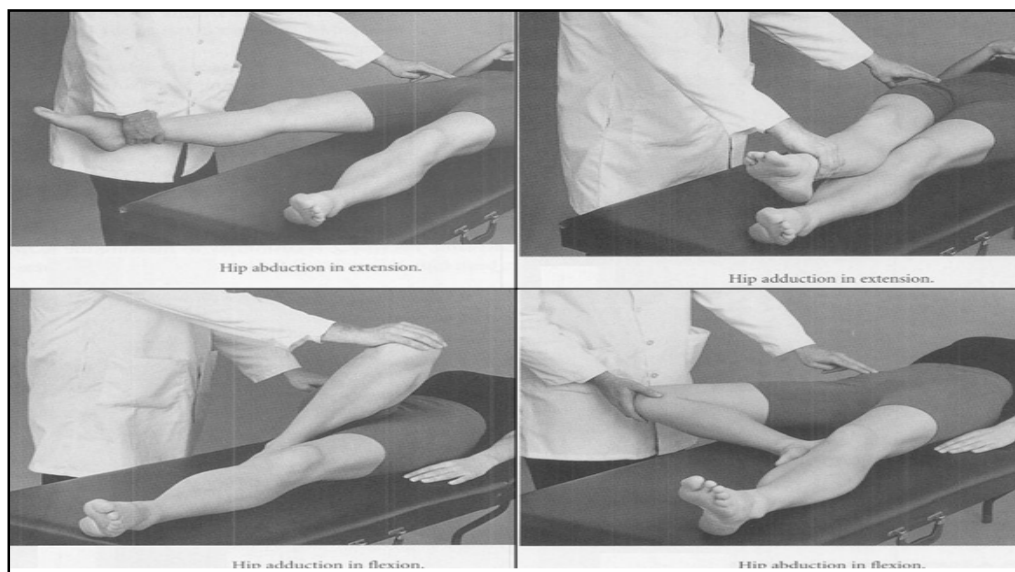 Hip abduction in extension.
Hip adduction in extension.
Hip adduction in flexion.
Hip abduction in flexion.